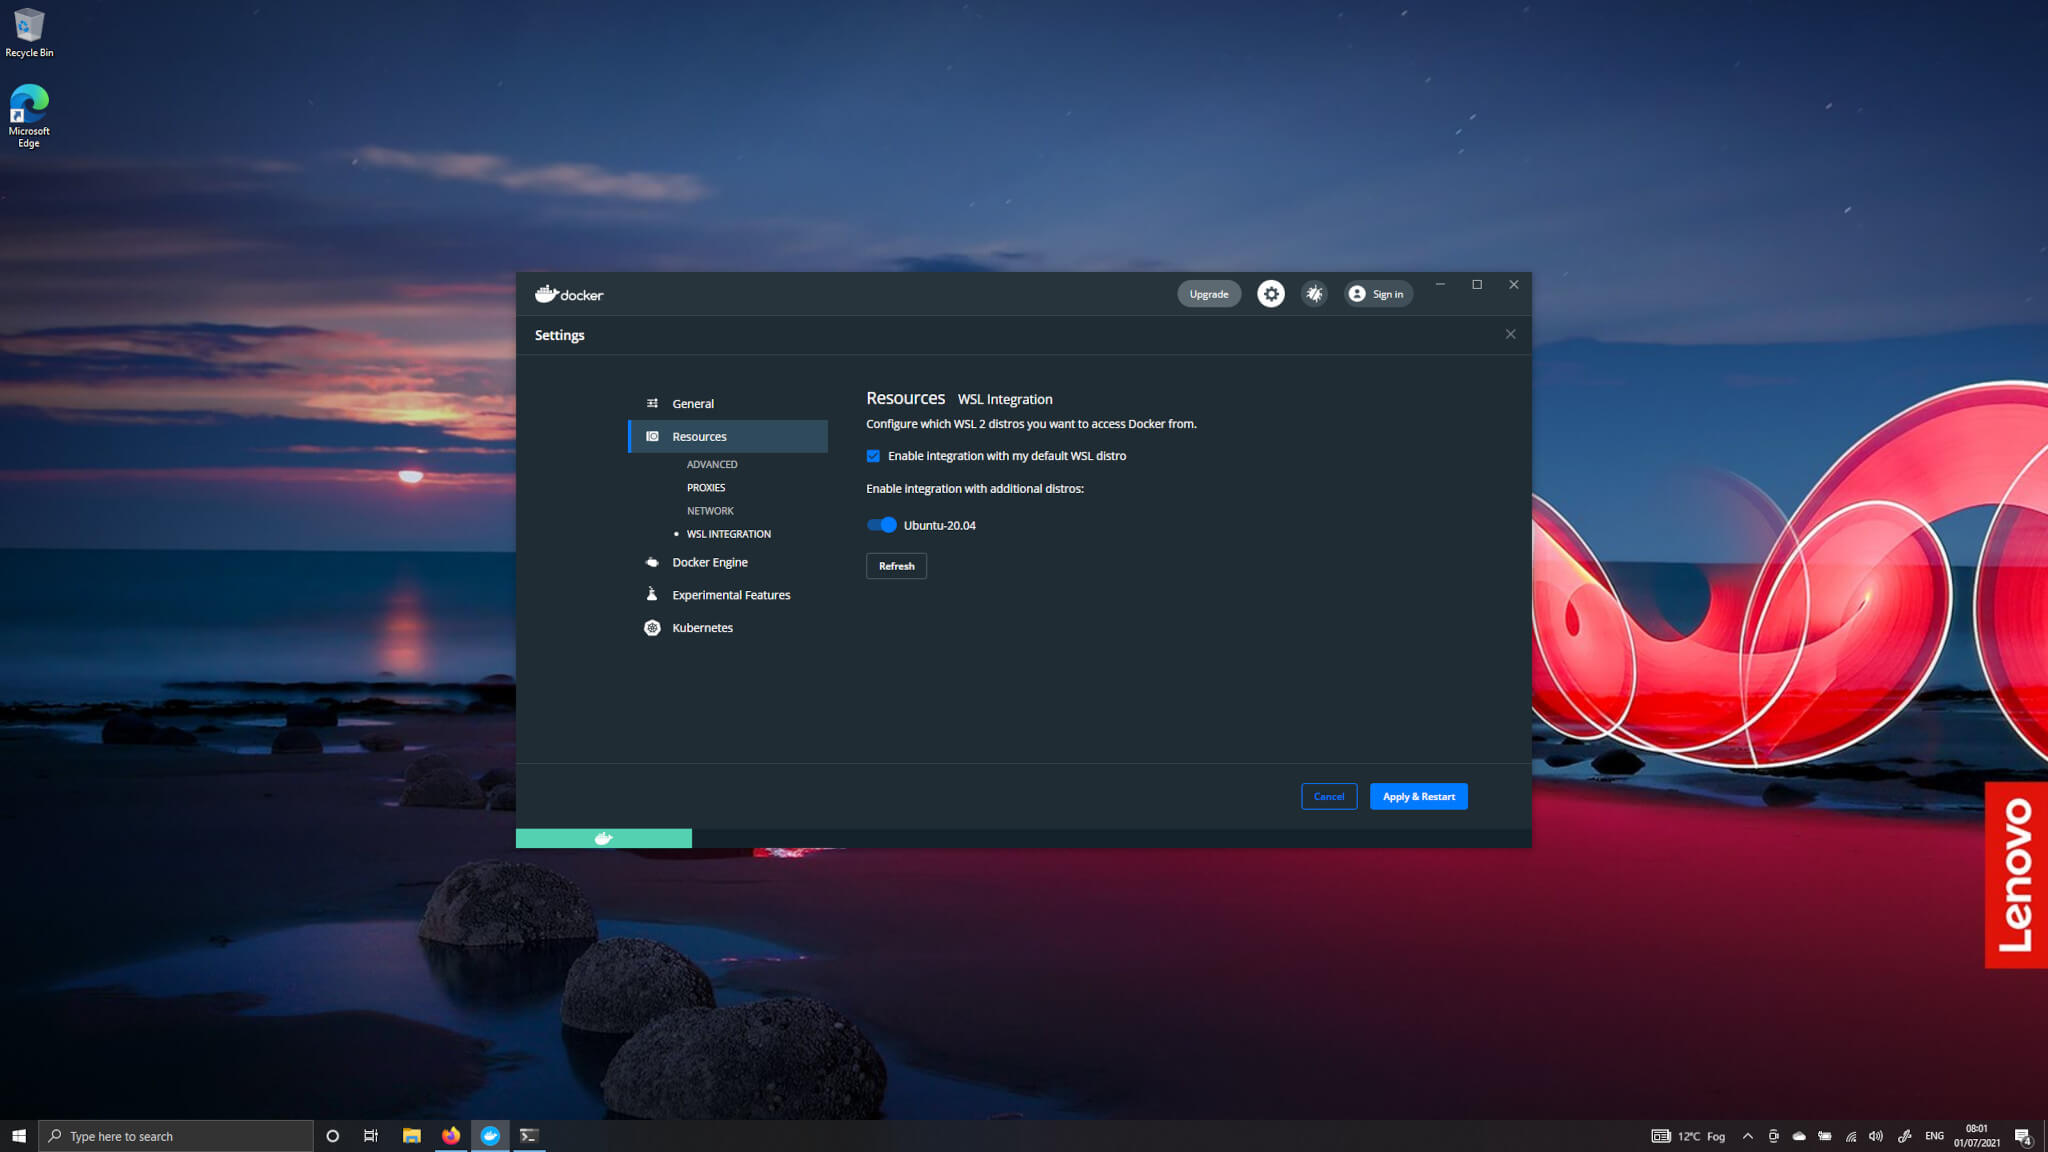 Recycle Bin
Microsoft
Edge
docker
Upgrade
Sign in
Settings
General
Resources
ADVANCED
PROXIES
NETWORK
WSL INTEGRATION
Docker Engine
Experimental Features
Kubernetes
Resources WSL Integration
Configure which WSL 2 distros you want to access Docker from.
Enable integration with my default WSL distro
Enable integration with additional distros:
Ubuntu-20.04
Refresh
Cancel
Apply & Restart
Lenovo
Type here to search
12°C Fog
ENG
08:01
01/07/2021
4